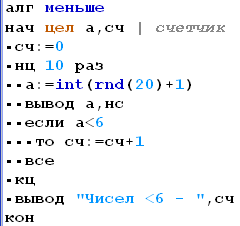 алг меньше
нач цел а,сч | счетчик
сч:=0
нц 10 раз
а:=int(rnd(20)+1)
вывод а,нс
если а<6
то сч:=сч+1
все
кц
вывод "Чисел <6 - ",сч
кон